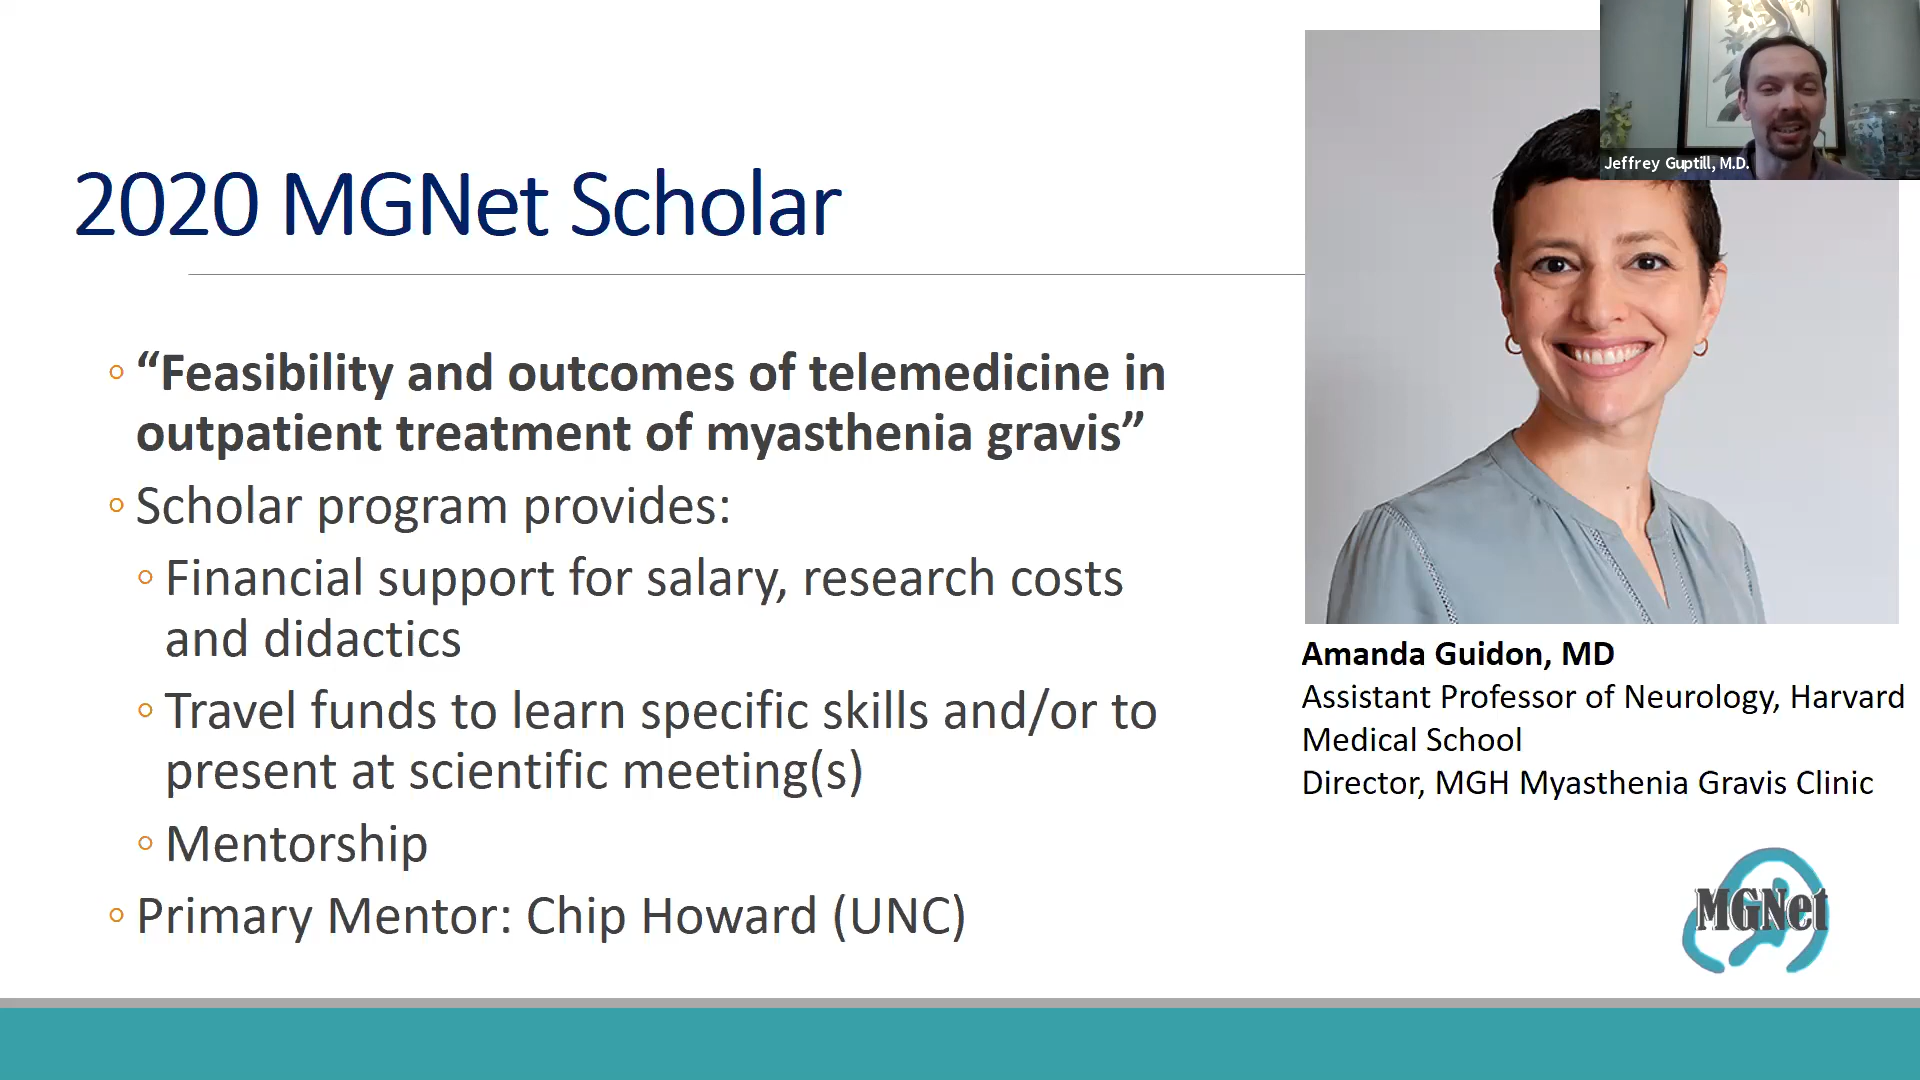 Jeffrey Guptill, M.D.
2020 MGNet Scholar
“Feasibility and outcomes of telemedicine in
outpatient treatment of myasthenia gravis”
Scholar program provides:
Financial support for salary, research costs
and didactics
Travel funds to learn specific skills and/or to
present at scientific meeting(s)
Mentorship
Primary Mentor: Chip Howard (UNC)
Amanda Guidon, MD
Assistant Professor of Neurology, Harvard
Medical School
Director, MGH Myasthenia Gravis Clinic
MGNet